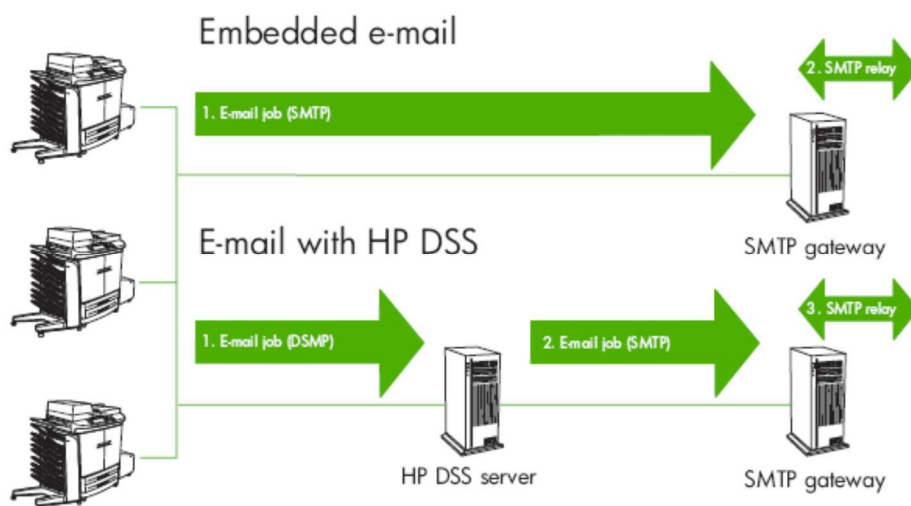 Embedded e-mail
2. SMTP relay
1. E-mail job (SMTP)
SMTP gateway
E-mail with HP DSS
3. SMTP relay
1. E-mail job (DSMP)
2. E-mail job (SMTP)
HP DSS server
SMTP gateway